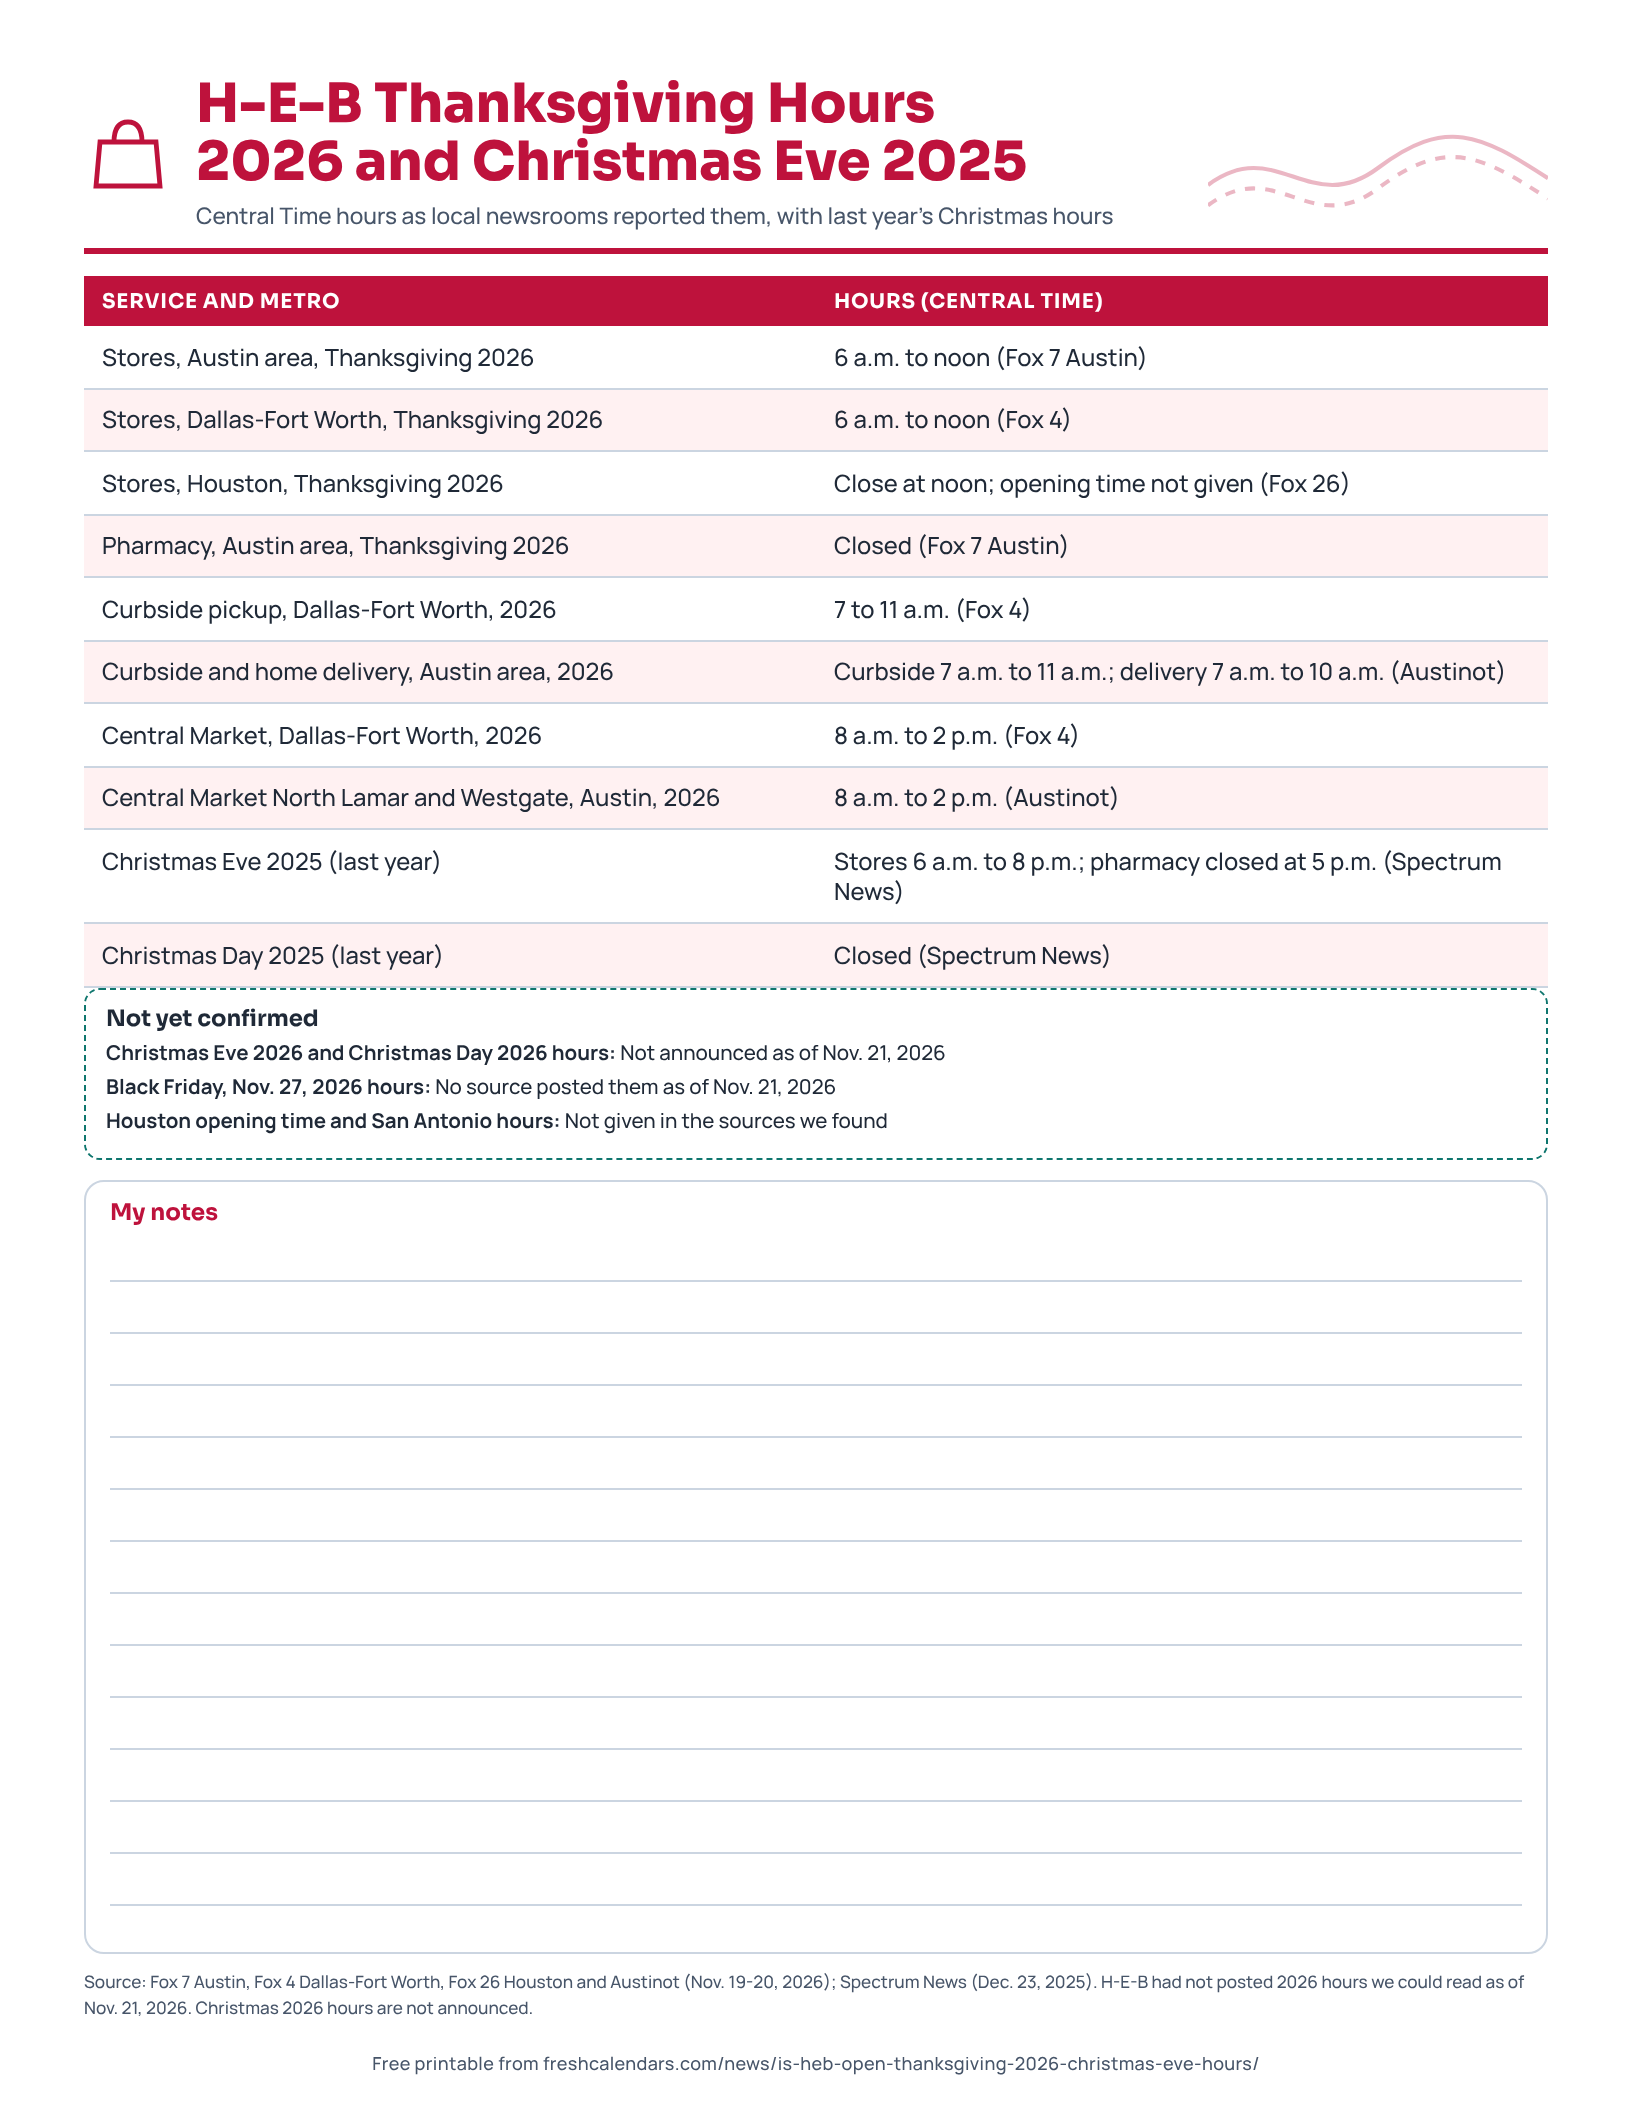 H-E-B Thanksgiving Hours
2026 and Christmas Eve 2025
Central Time hours as local newsrooms reported them, with last year's Christmas hours
SERVICE AND METRO HOURS (CENTRAL TIME)
Stores, Austin area, Thanksgiving 2026 6 a.m. to noon (Fox 7 Austin)
Stores, Dallas-Fort Worth, Thanksgiving 2026 6 a.m. to noon (Fox 4)
Stores, Houston, Thanksgiving 2026 Close at noon; opening time not given (Fox 26)
Pharmacy, Austin area, Thanksgiving 2026 Closed (Fox 7 Austin)
Curbside pickup, Dallas-Fort Worth, 2026 7 to 11 a.m. (Fox 4)
Curbside and home delivery, Austin area, 2026 Curbside 7 a.m. to 11 a.m.; delivery 7 a.m. to 10 a.m. (Austinot)
Central Market, Dallas-Fort Worth, 2026 8 a.m. to 2 p.m. (Fox 4)
Central Market North Lamar and Westgate, Austin, 2026 8 a.m. to 2 p.m. (Austinot)
Christmas Eve 2025 (last year) Stores 6 a.m. to 8 p.m.; pharmacy closed at 5 p.m. (Spectrum
News)
Christmas Day 2025 (last year) Closed (Spectrum News)
Not yet confirmed
Christmas Eve 2026 and Christmas Day 2026 hours: Not announced as of Nov. 21, 2026
Black Friday, Nov. 27, 2026 hours: No source posted them as of Nov. 21, 2026
Houston opening time and San Antonio hours: Not given in the sources we found
My notes
Source: Fox 7 Austin, Fox 4 Dallas-Fort Worth, Fox 26 Houston and Austinot (Nov. 19-20, 2026); Spectrum News (Dec. 23, 2025). H-E-B had not posted 2026 hours we could read as of
Nov. 21, 2026. Christmas 2026 hours are not announced.
Free printable from freshcalendars.com/news/is-heb-open-thanksgiving-2026-christmas-eve-hours/